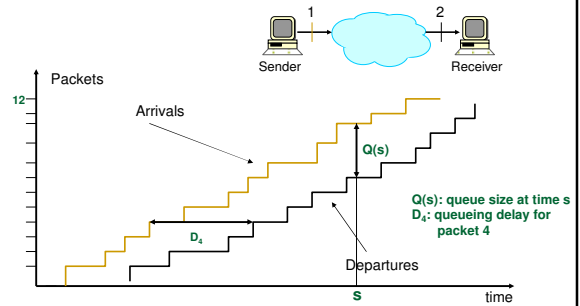 1
2
Sender
Receiver
Packets
12
Arrivals
Q(s)
Q(s): queue size at time s
D4: queueing delay for
packet 4
D4
Departures
s
time